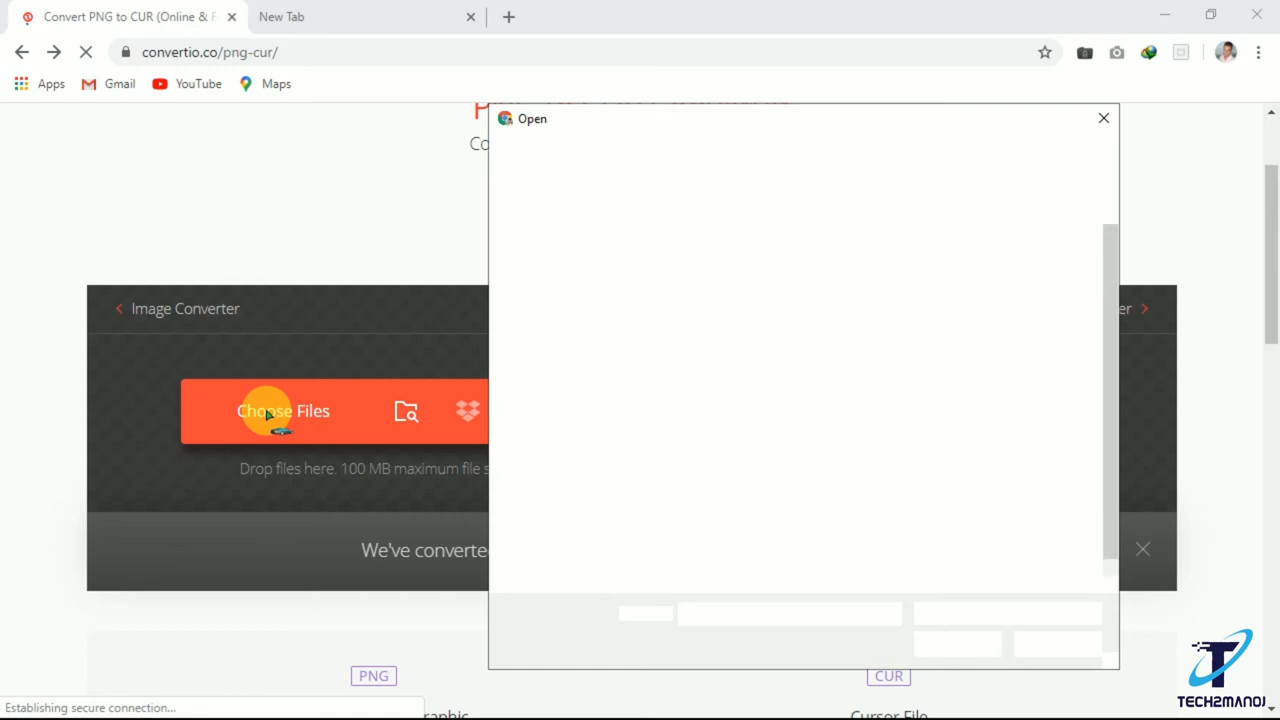 Convert PNG to CUR (Online & F
New Tab
convertio.co/png-cur/
Apps
Gmail
YouTube
Maps
Open
Co
Image Converter
er
Choose Files
Drop files here. 100 MB maximum file s
We've converte
PNG
CUR
raphic
Cursor File
Establishing secure connection...
TECH2MANOJ